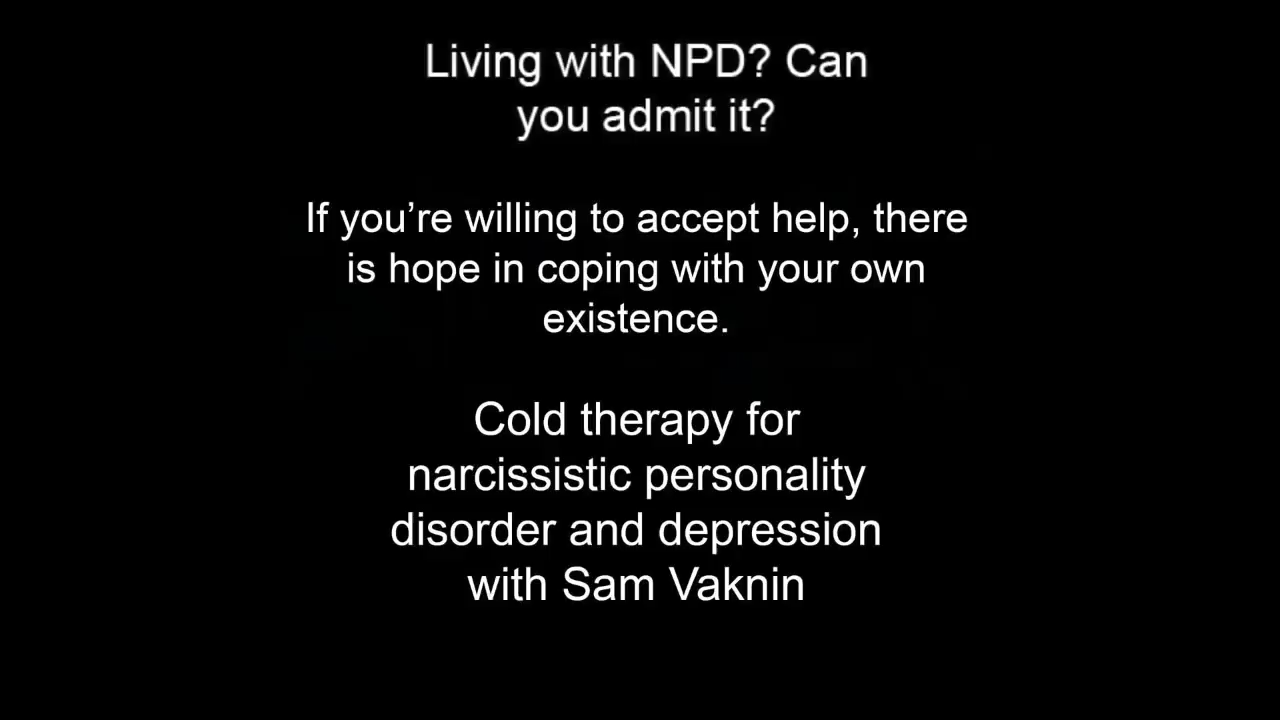 Living with NPD? Can
you admit it?
If you’re willing to accept help, there
is hope in coping with your own
existence.
Cold therapy for
narcissistic personality
disorder and depression
with Sam Vaknin